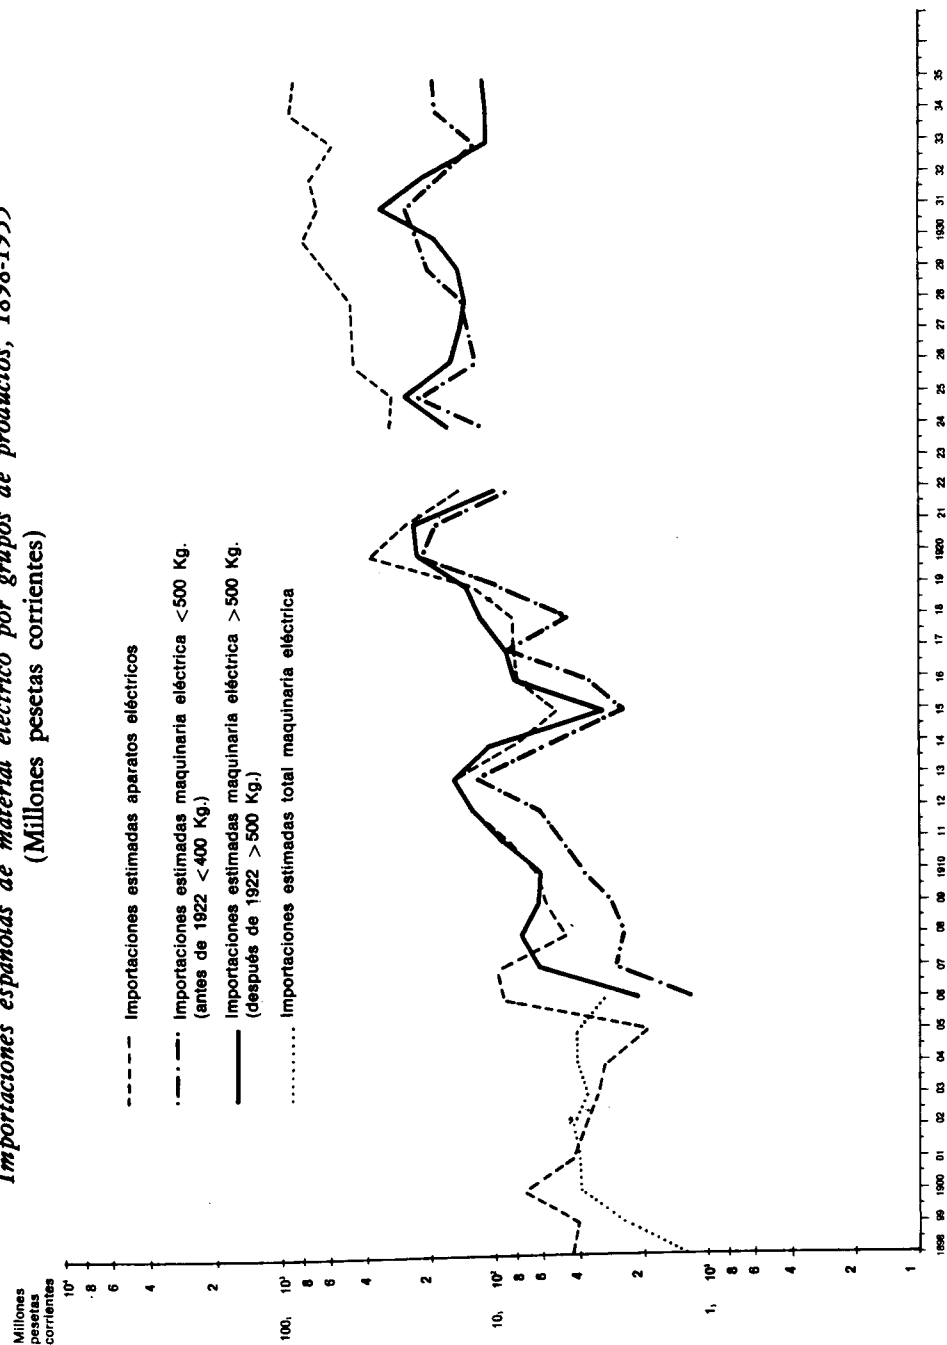 Importaciones españolas de material eléctrico por grupos de productos, 1898-1935
(Millones pesetas corrientes)
Millones
pesetas
corrientes
Importaciones estimadas aparatos eléctricos
Importaciones estimadas maquinaria eléctrica <500 Kg.
(antes de 1922 <400 Kg.)
Importaciones estimadas maquinaria eléctrica >500 Kg.
(después de 1922 >500 Kg.)
Importaciones estimadas total maquinaria eléctrica
10⁴
8
6
4
2
100, 10³
8
6
4
2
10, 10²
8
6
4
2
1, 10¹
8
6
4
2
1
1898 99 1900 01 02 03 04 05 06 07 08 09 1910 11 12 13 14 15 16 17 18 19 1920 21 22 23 24 25 26 27 28 29 1930 31 32 33 34 35